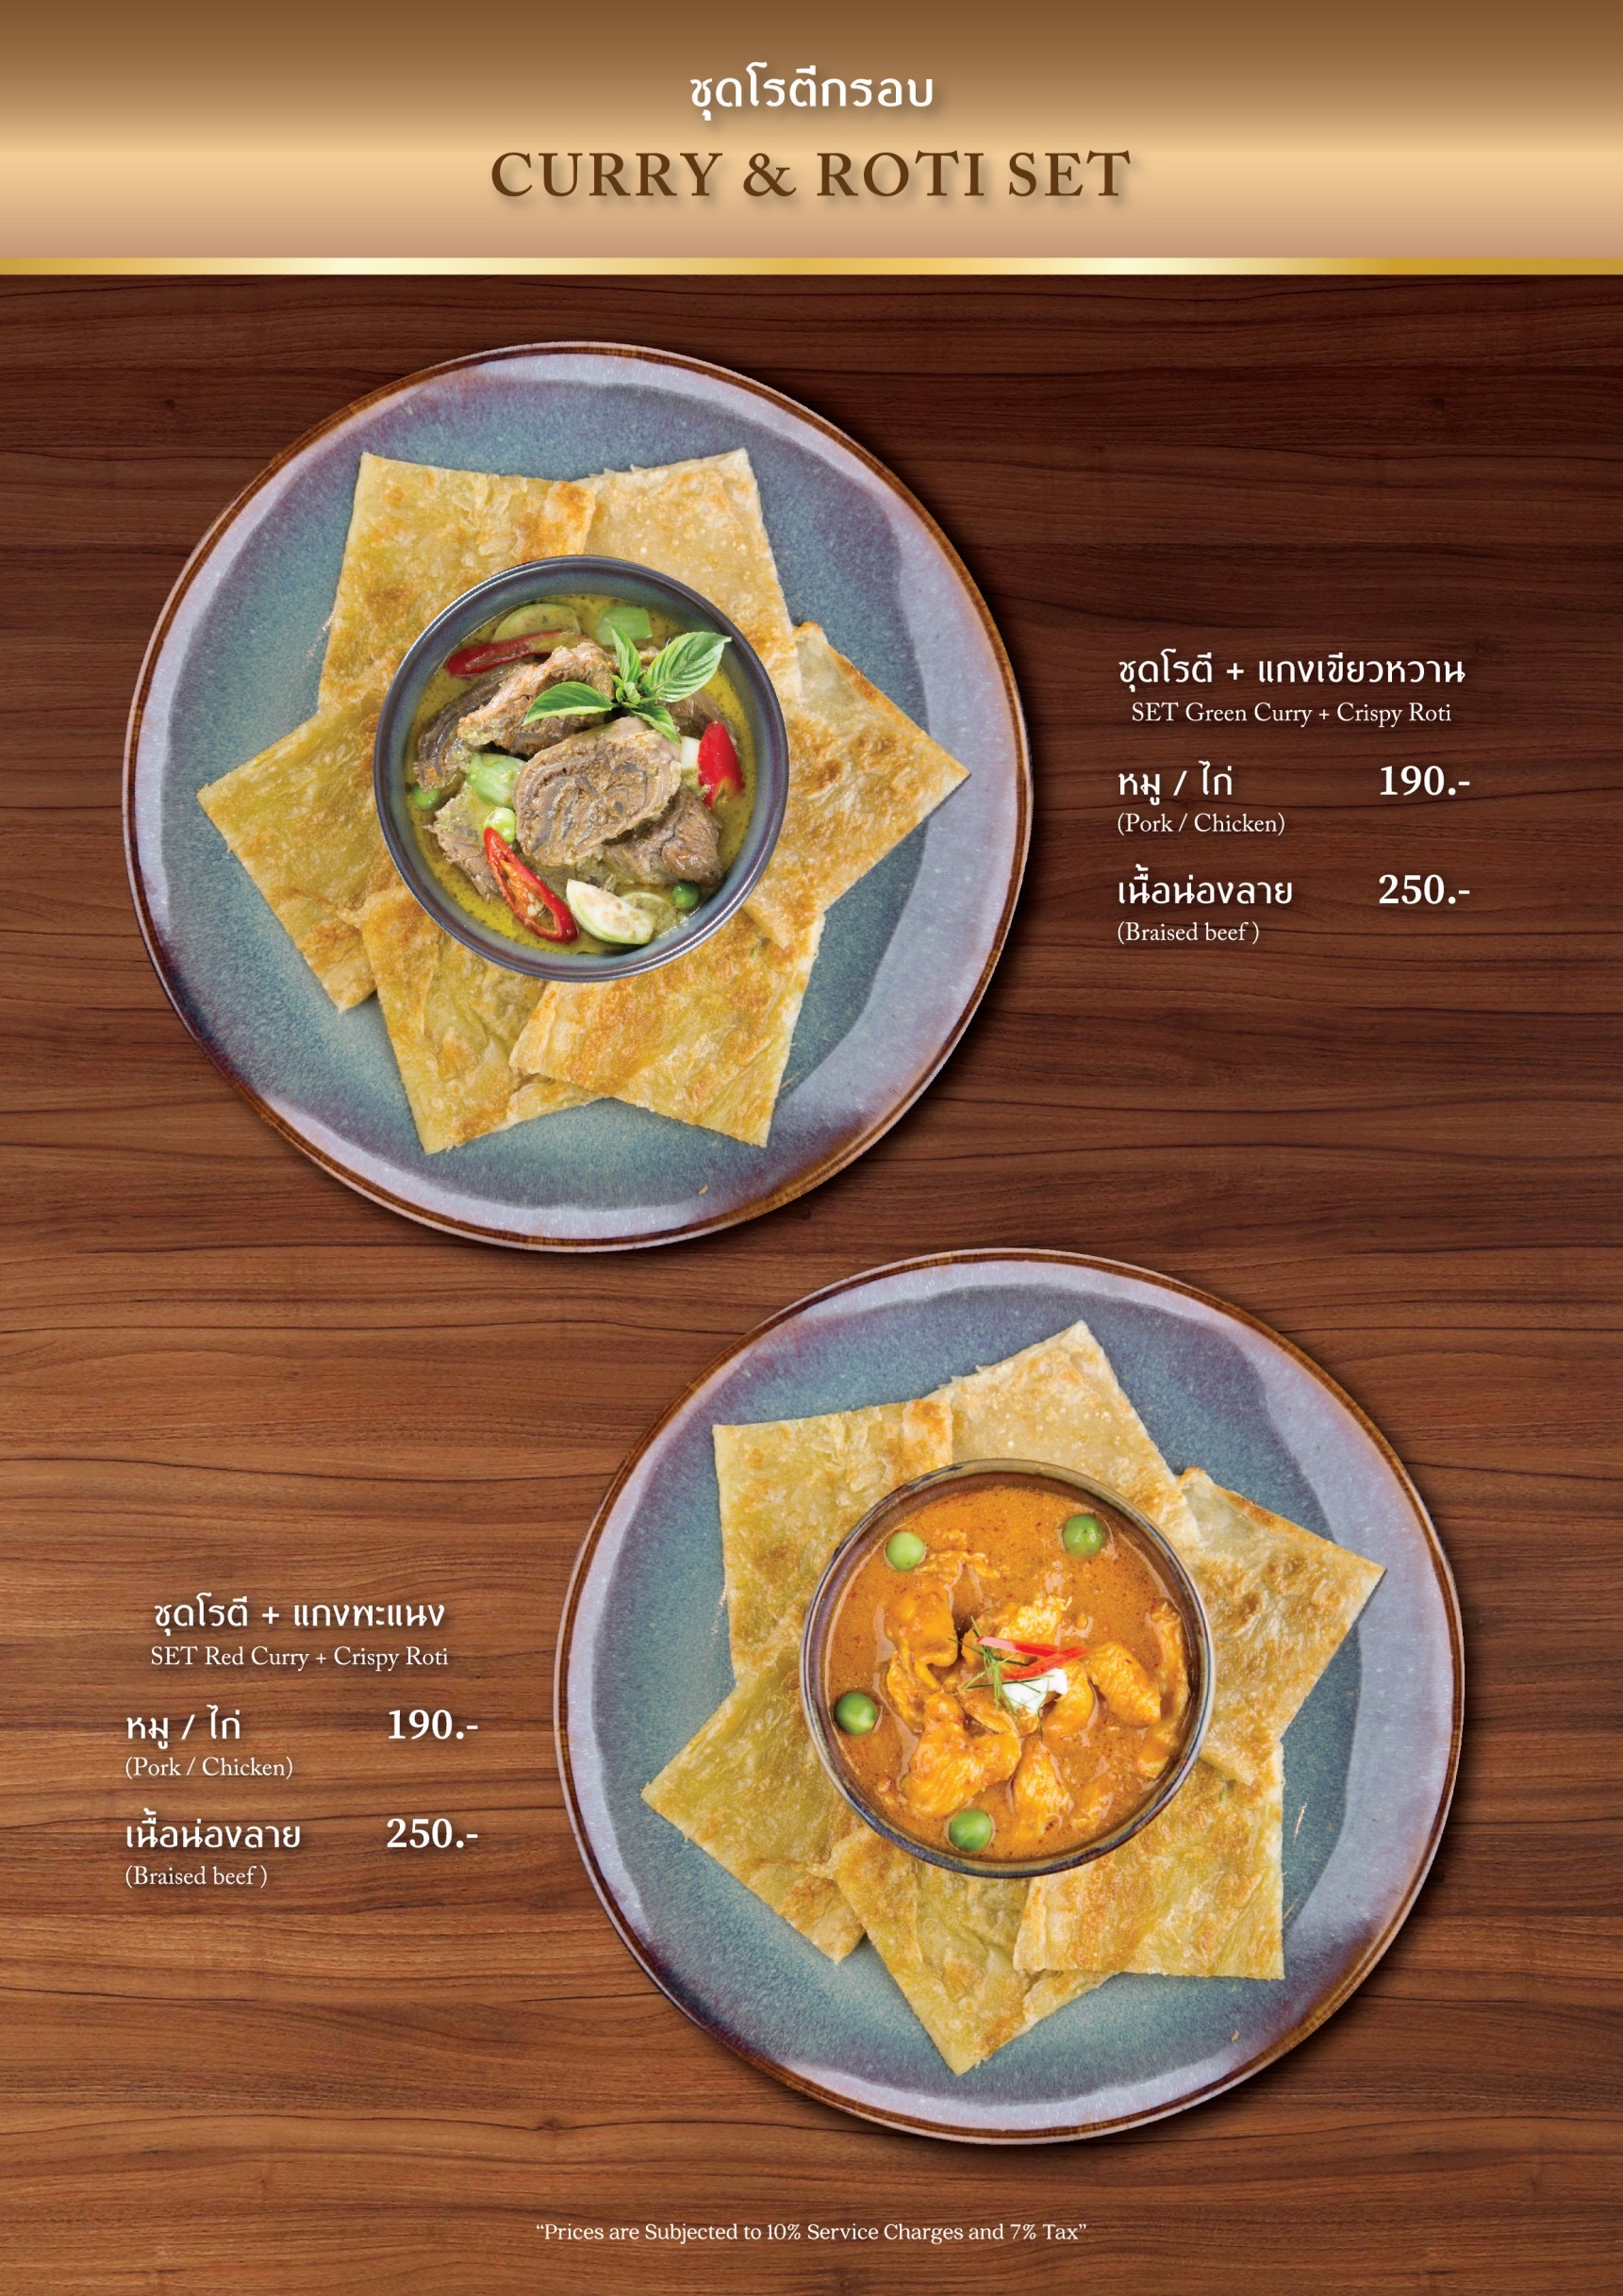 ชุดโรตีกรอบ
CURRY & ROTI SET
ชุดโรตี + แกงเขียวหวาน
SET Green Curry + Crispy Roti
หมู / ไก่ 190.-
(Pork / Chicken)
เนื้อน่องลาย 250.-
(Braised beef )
ชุดโรตี + แกงพะแนง
SET Red Curry + Crispy Roti
หมู / ไก่ 190.-
(Pork / Chicken)
เนื้อน่องลาย 250.-
(Braised beef )
“Prices are Subjected to 10% Service Charges and 7% Tax”